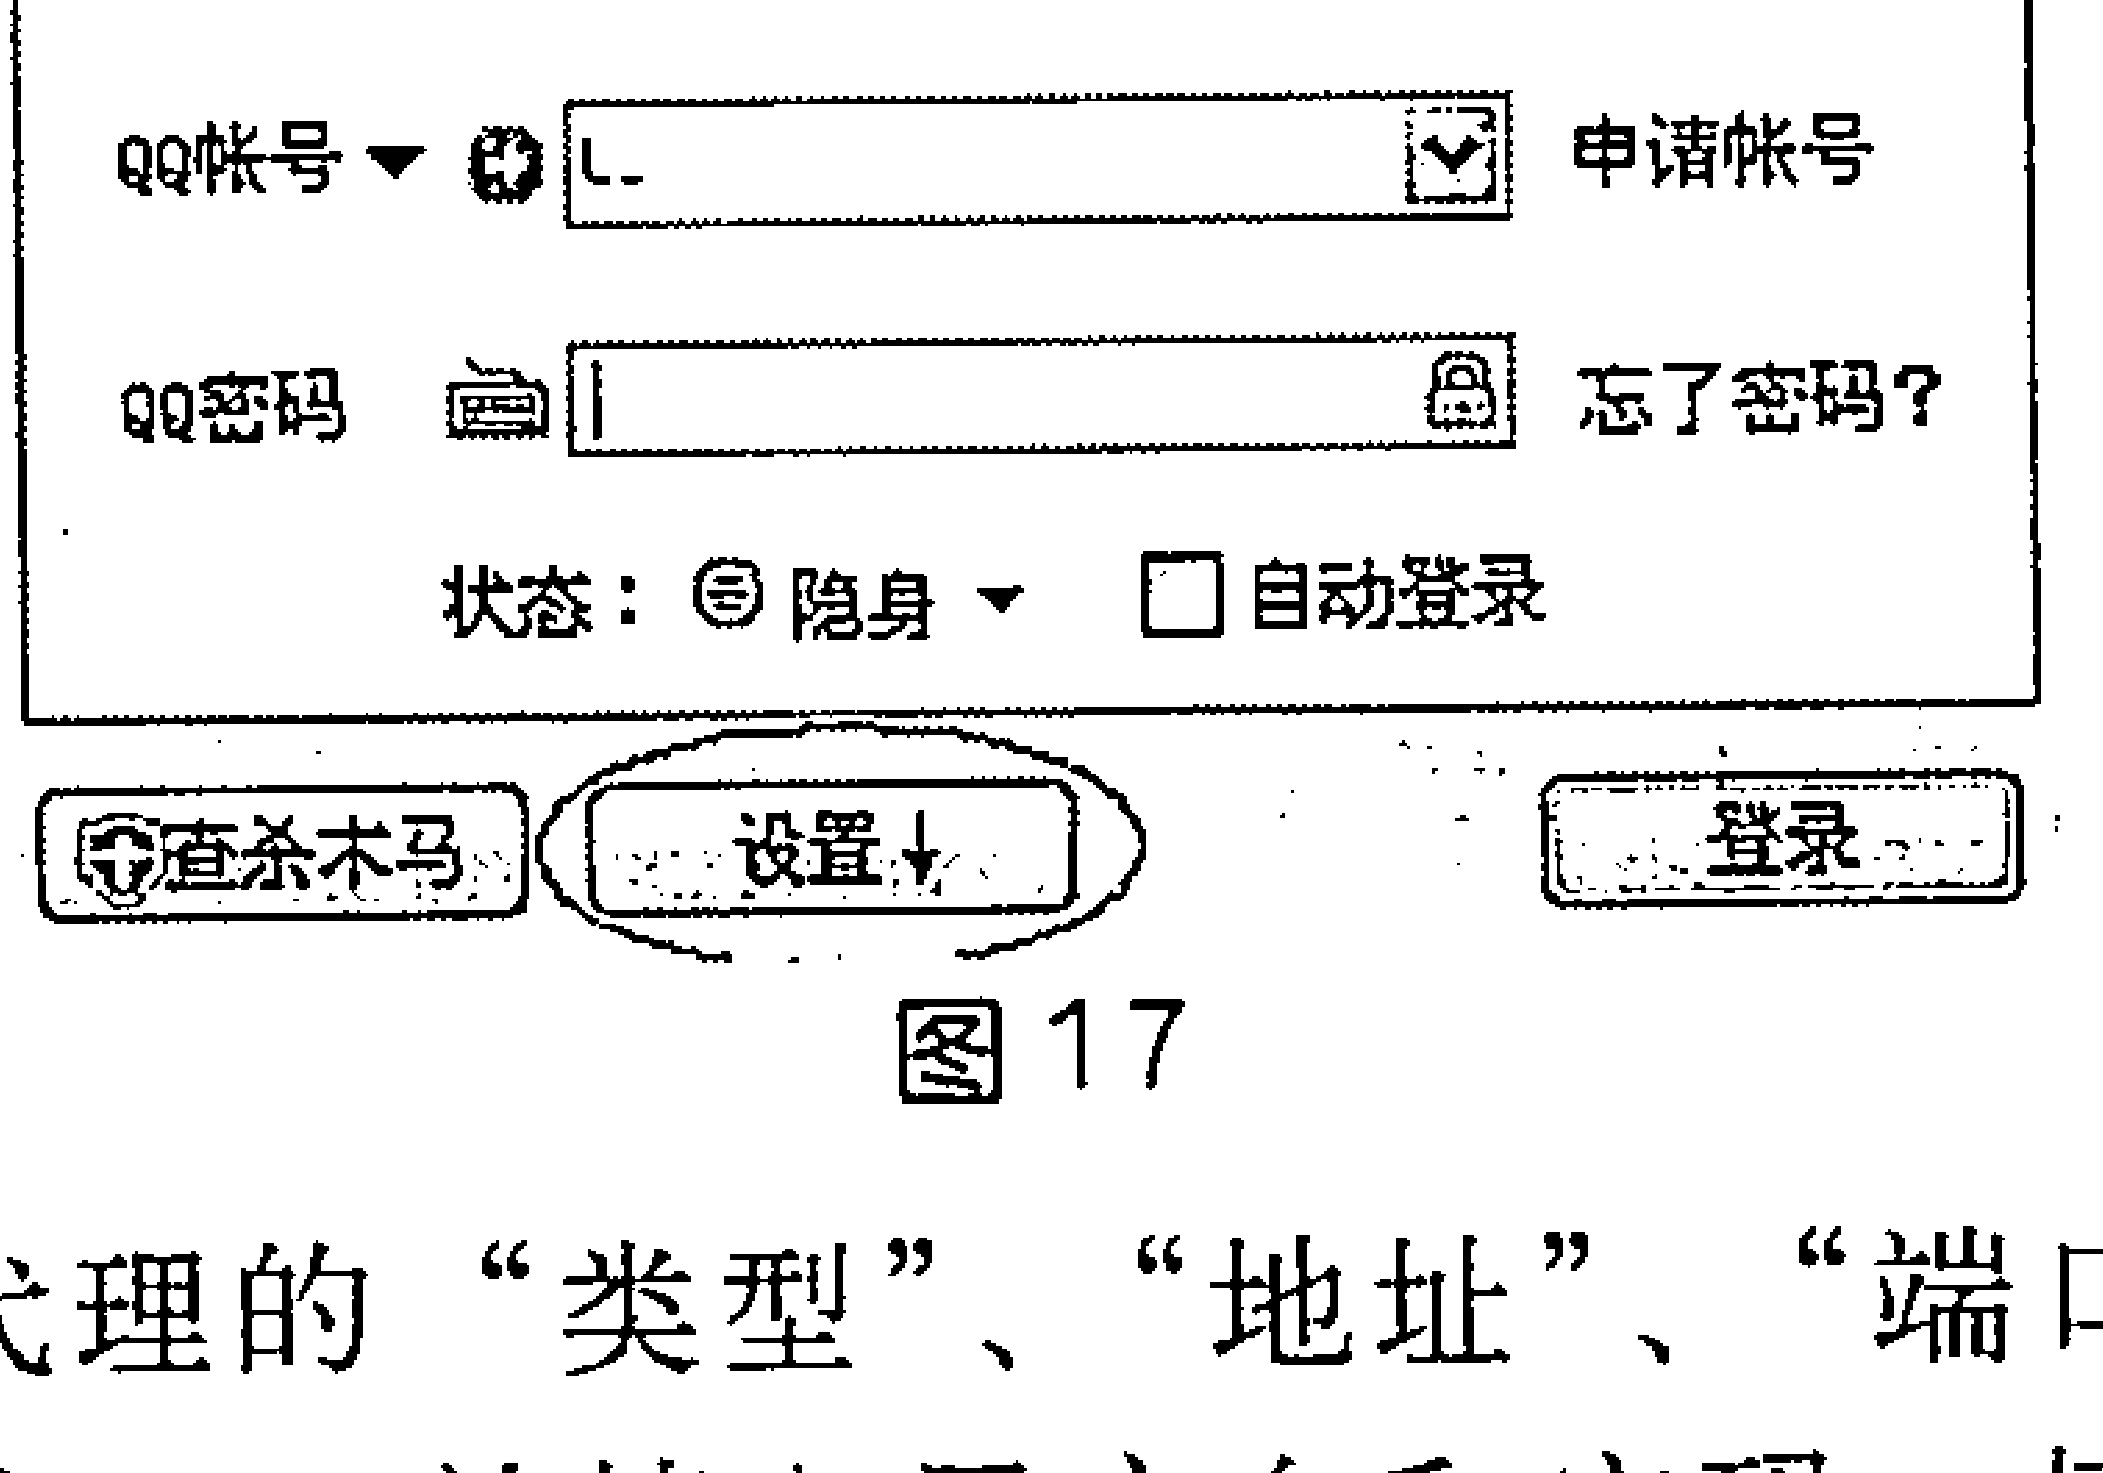 QQ帐号 申请帐号
QQ密码 忘了密码?
状态: 隐身 自动登录
查杀木马 设置↓ 登录
图 17
代理的“类型”、“地址”、“端口